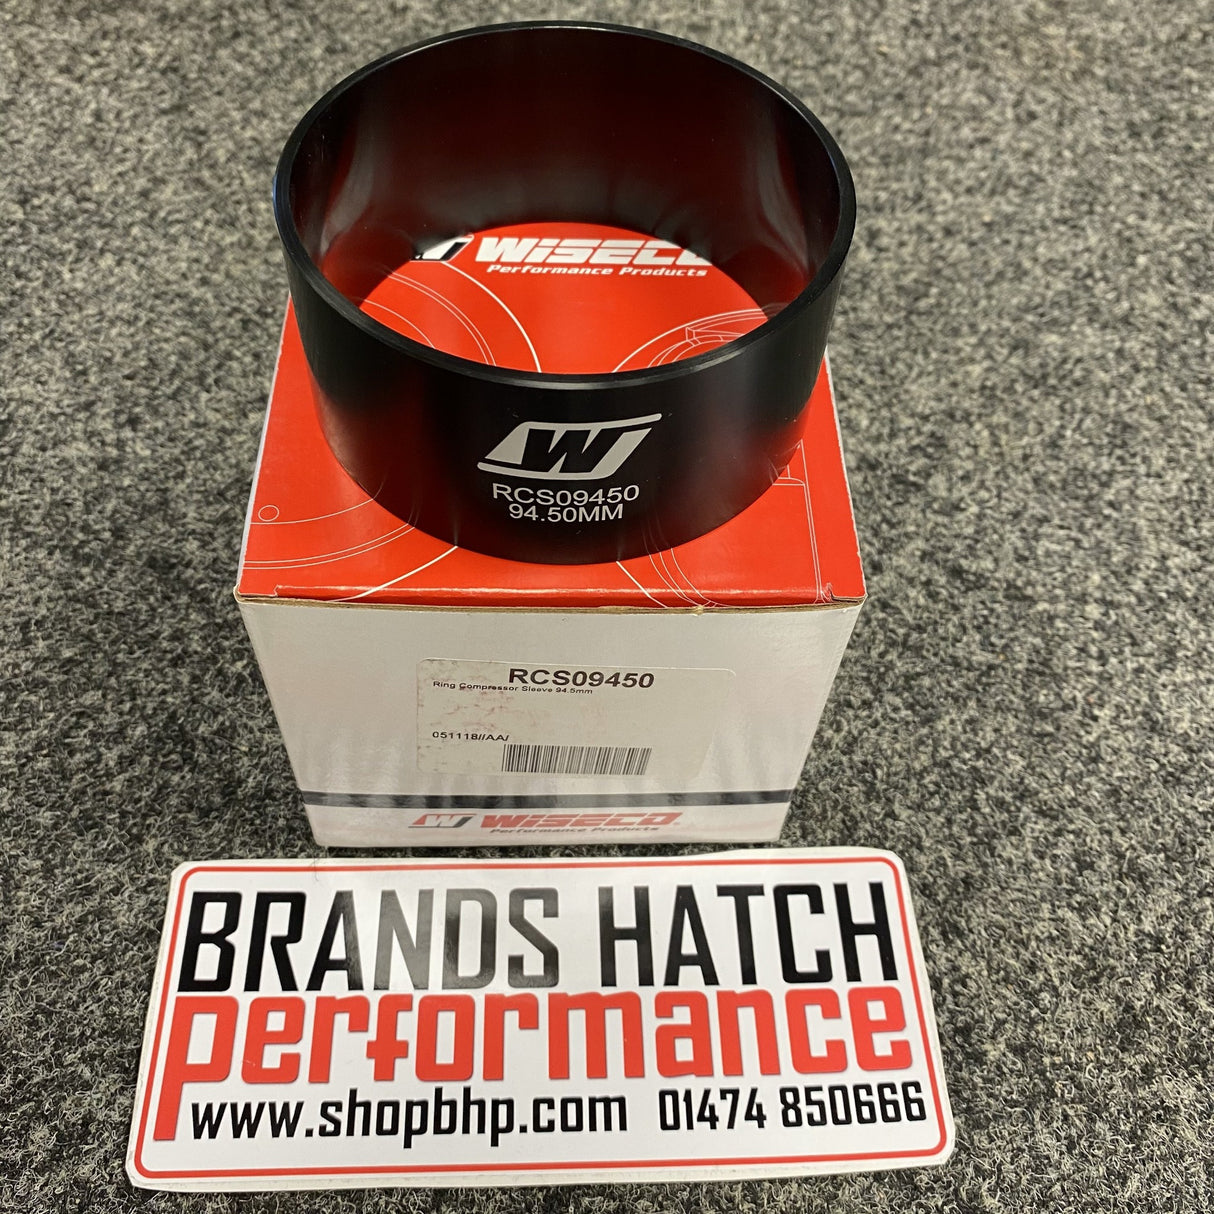 WISECO
Performance Products
W
RCS09450
94.50MM
RCS09450
Ring Compressor Sleeve 94.5mm
051118//AA/
W WISECO®
Performance Products
BRANDS HATCH
performance
www.shopbhp.com 01474 850666